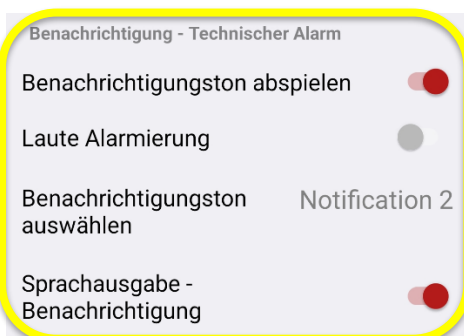 Benachrichtigung - Technischer Alarm
Benachrichtigungston abspielen
Laute Alarmierung
Benachrichtigungston
auswählen
Notification 2
Sprachausgabe -
Benachrichtigung